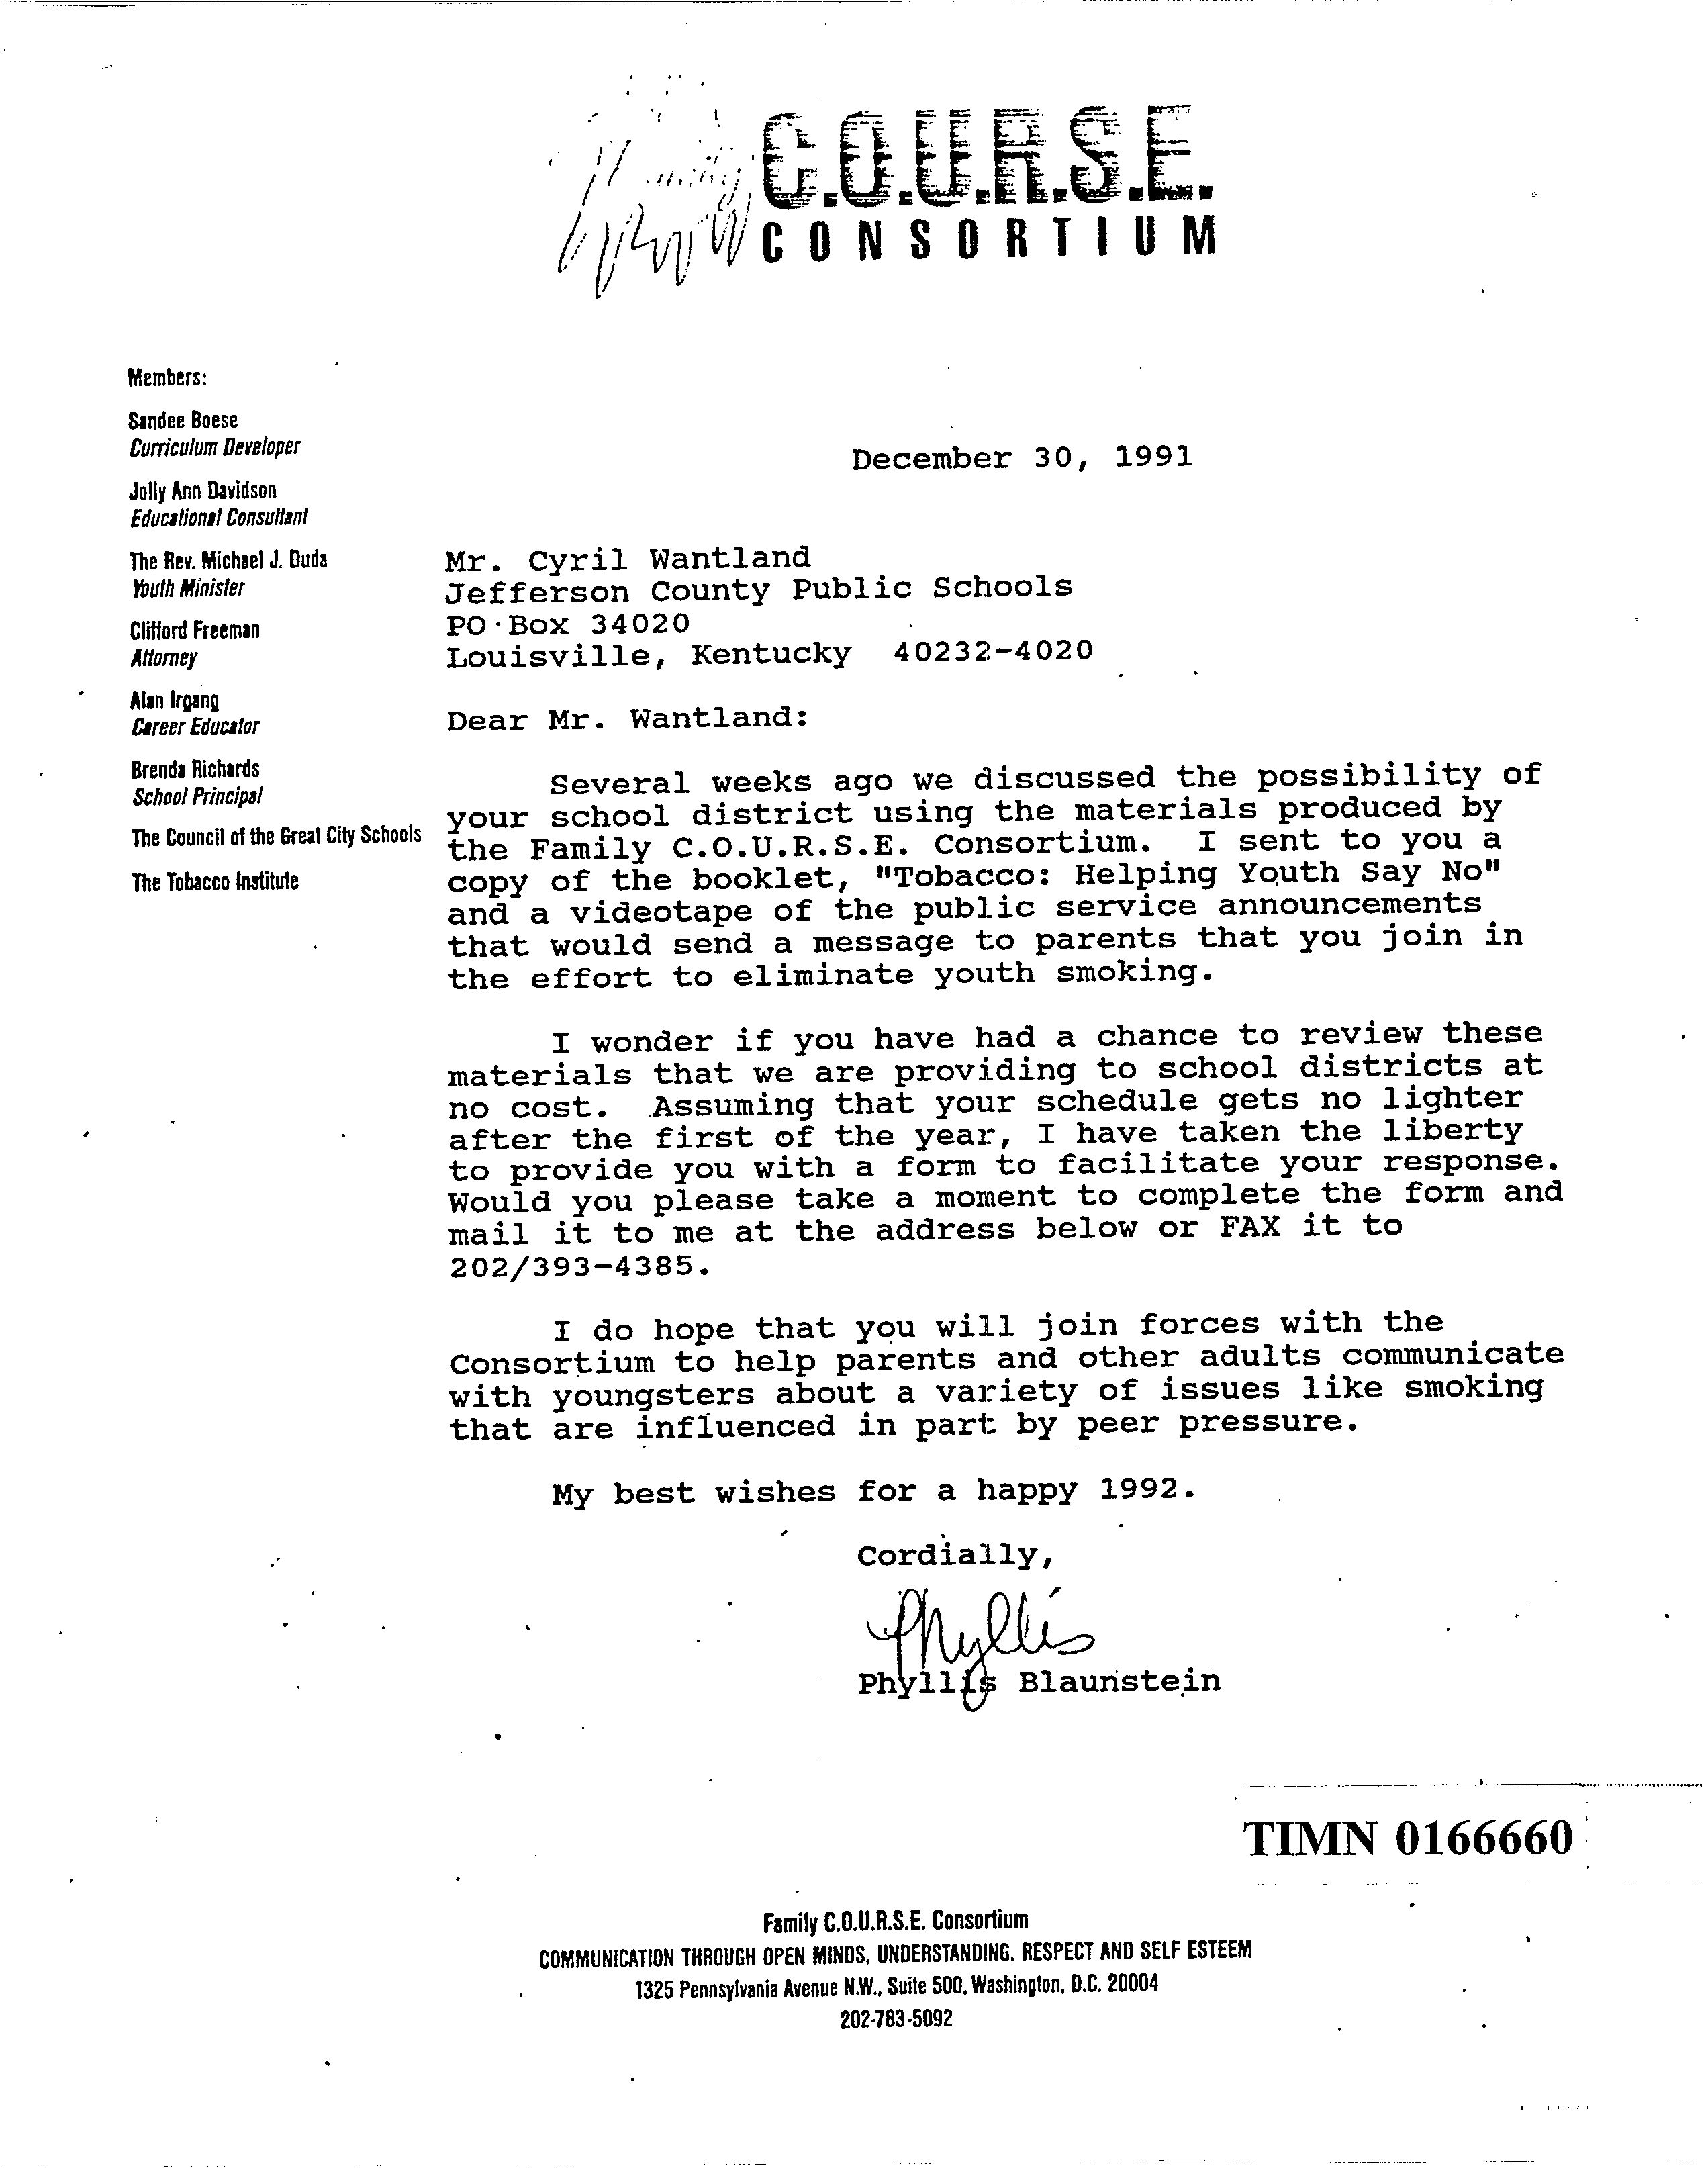 C.O.U.R.S.E.
CONSORTIUM
Members:
Sandee Boese
Curriculum Developer
Jolly Ann Davidson
Educational Consultant
The Rev. Michael J. Duda
Youth Minister
Clifford Freeman
Attorney
Alan Irgang
Career Educator
Brenda Richards
School Principal
The Council of the Great City Schools
The Tobacco Institute
December 30, 1991
Mr. Cyril Wantland
Jefferson County Public Schools
PO Box 34020
Louisville, Kentucky 40232-4020
Dear Mr. Wantland:
Several weeks ago we discussed the possibility of
your school district using the materials produced by
the Family C.O.U.R.S.E. Consortium. I sent to you a
copy of the booklet, "Tobacco: Helping Youth Say No"
and a videotape of the public service announcements
that would send a message to parents that you join in
the effort to eliminate youth smoking.
I wonder if you have had a chance to review these
materials that we are providing to school districts at
no cost. Assuming that your schedule gets no lighter
after the first of the year, I have taken the liberty
to provide you with a form to facilitate your response.
Would you please take a moment to complete the form and
mail it to me at the address below or FAX it to
202/393-4385.
I do hope that you will join forces with the
Consortium to help parents and other adults communicate
with youngsters about a variety of issues like smoking
that are influenced in part by peer pressure.
My best wishes for a happy 1992.
Cordially,
Phyllis
Phyllis Blaunstein
TIMN 0166660
Family C.O.U.R.S.E. Consortium
COMMUNICATION THROUGH OPEN MINDS, UNDERSTANDING, RESPECT AND SELF ESTEEM
1325 Pennsylvania Avenue N.W., Suite 500, Washington, D.C. 20004
202-783-5092